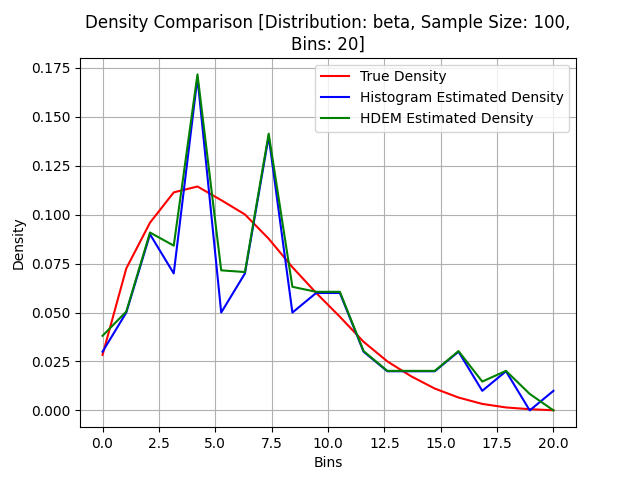 Density Comparison [Distribution: beta, Sample Size: 100,
Bins: 20]
True Density
Histogram Estimated Density
HDEM Estimated Density
Density
0.175
0.150
0.125
0.100
0.075
0.050
0.025
0.000
0.0 2.5 5.0 7.5 10.0 12.5 15.0 17.5 20.0
Bins